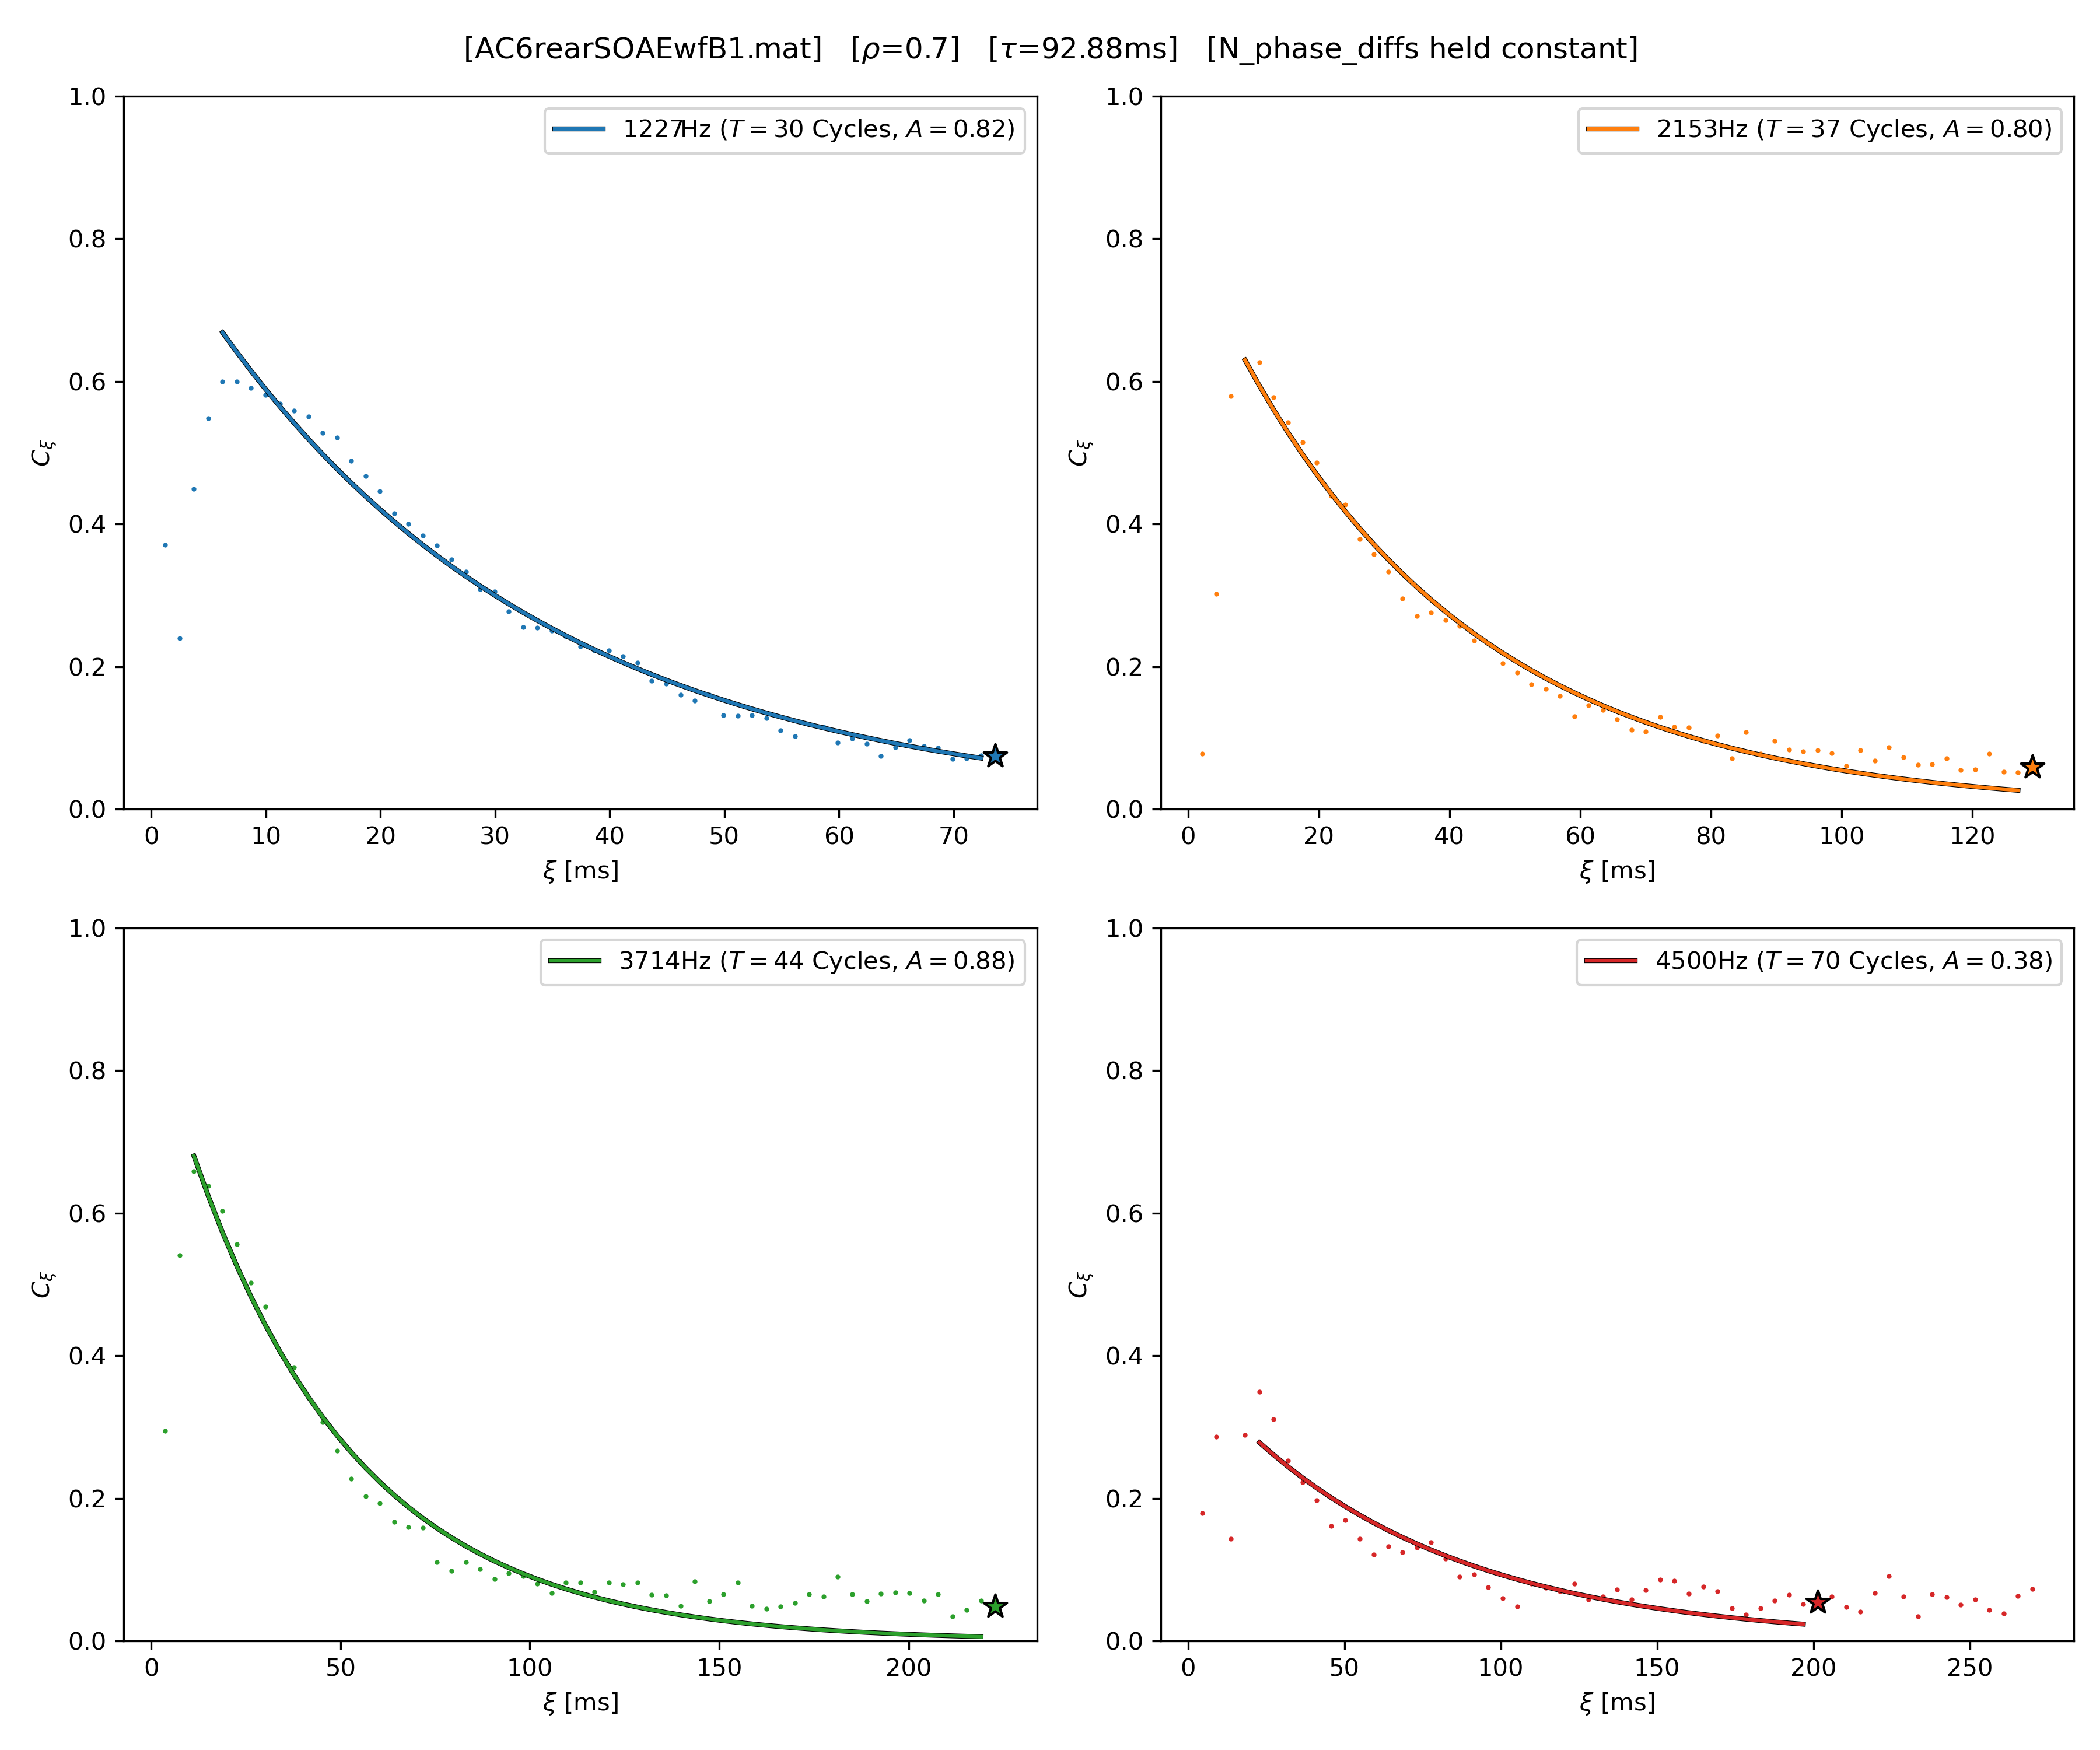 [AC6rearSOAEwfB1.mat]   [ρ=0.7]   [τ=92.88ms]   [N_phase_diffs held constant]
1227Hz (T = 30 Cycles, A = 0.82)
1.0
0.8
0.6
0.4
0.2
0.0
C_ξ
0 10 20 30 40 50 60 70
ξ [ms]
2153Hz (T = 37 Cycles, A = 0.80)
1.0
0.8
0.6
0.4
0.2
0.0
C_ξ
0 20 40 60 80 100 120
ξ [ms]
3714Hz (T = 44 Cycles, A = 0.88)
1.0
0.8
0.6
0.4
0.2
0.0
C_ξ
0 50 100 150 200
ξ [ms]
4500Hz (T = 70 Cycles, A = 0.38)
1.0
0.8
0.6
0.4
0.2
0.0
C_ξ
0 50 100 150 200 250
ξ [ms]